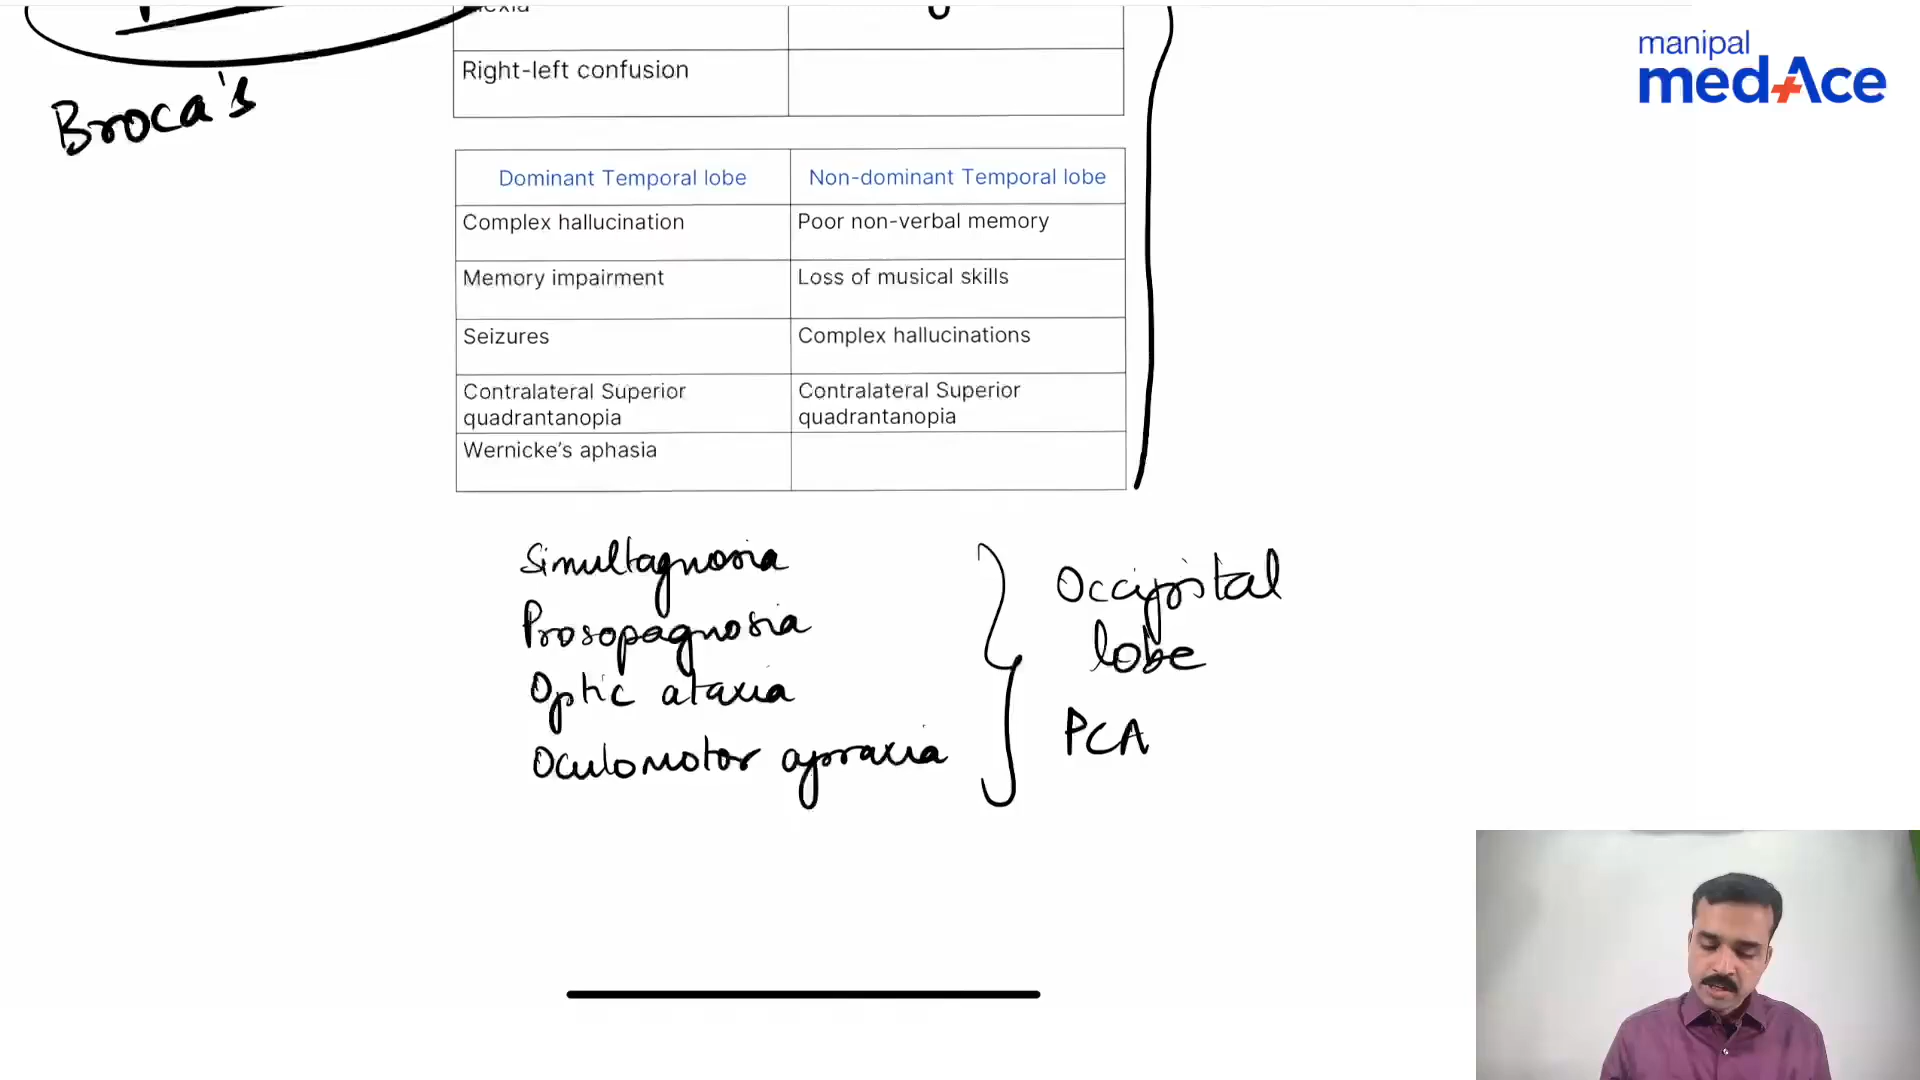 manipal
medAce
Right-left confusion
Broca's
Dominant Temporal lobe
Non-dominant Temporal lobe
Complex hallucination
Poor non-verbal memory
Memory impairment
Loss of musical skills
Seizures
Complex hallucinations
Contralateral Superior
quadrantanopia
Contralateral Superior
quadrantanopia
Wernicke's aphasia
Simultagnosia
Prosopagnosia
Optic ataxia
Oculomotor apraxia
Occipital
lobe
PCA